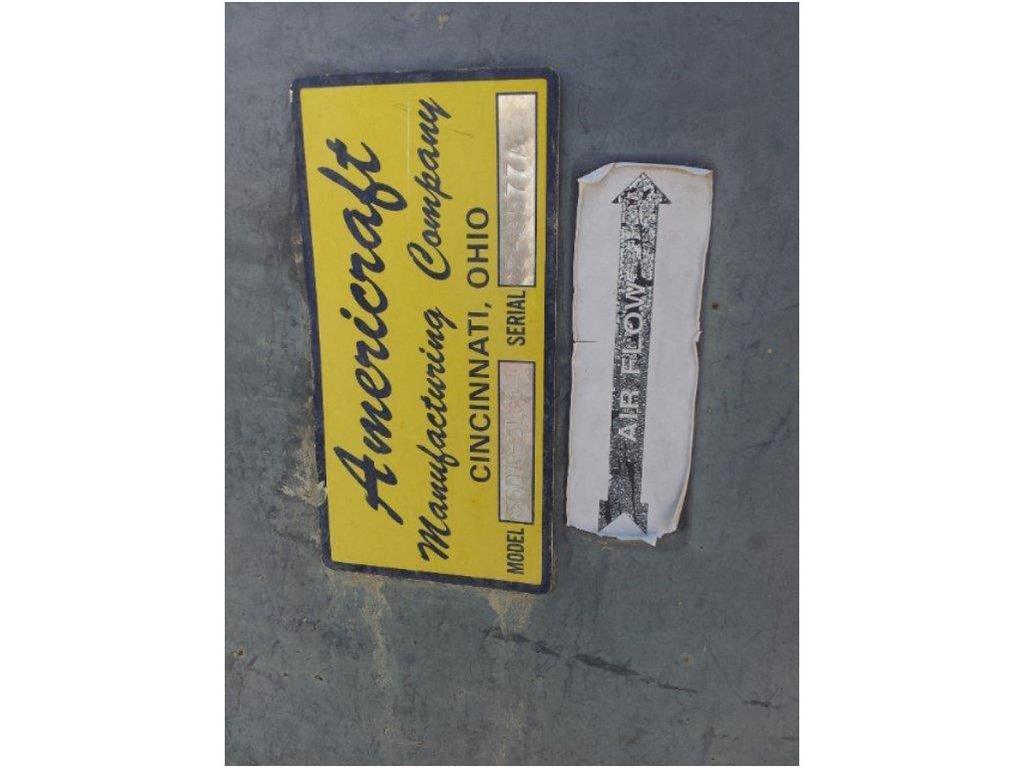 Americraft
Manufacturing Company
CINCINNATI, OHIO
MODEL SERIAL
AIR FLOW